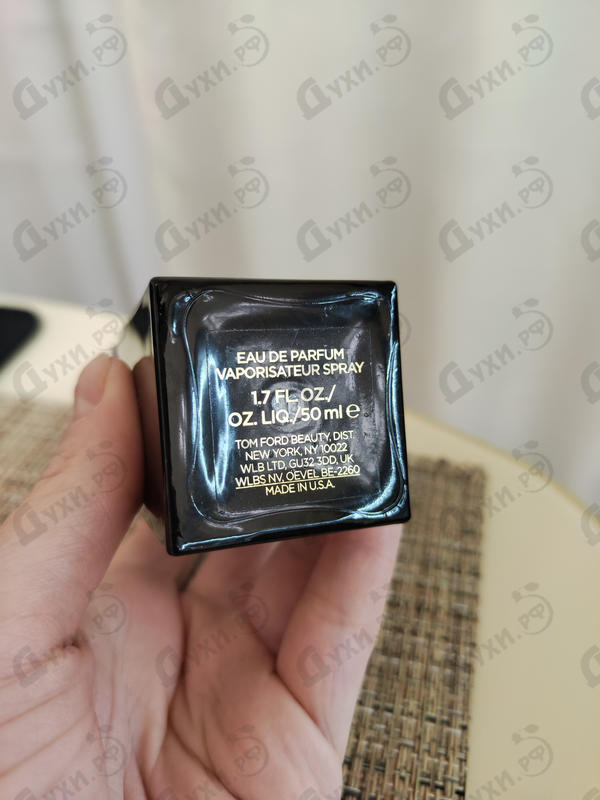 EAU DE PARFUM
VAPORISATEUR SPRAY
1.7 FL. OZ./
OZ. LIQ./50 ml ℮
TOM FORD BEAUTY, DIST.
NEW YORK, NY 10022
WLB LTD, GU32 3DD, UK
WLBS NV, OEVEL BE-2260
MADE IN U.S.A.
Духи.РФ